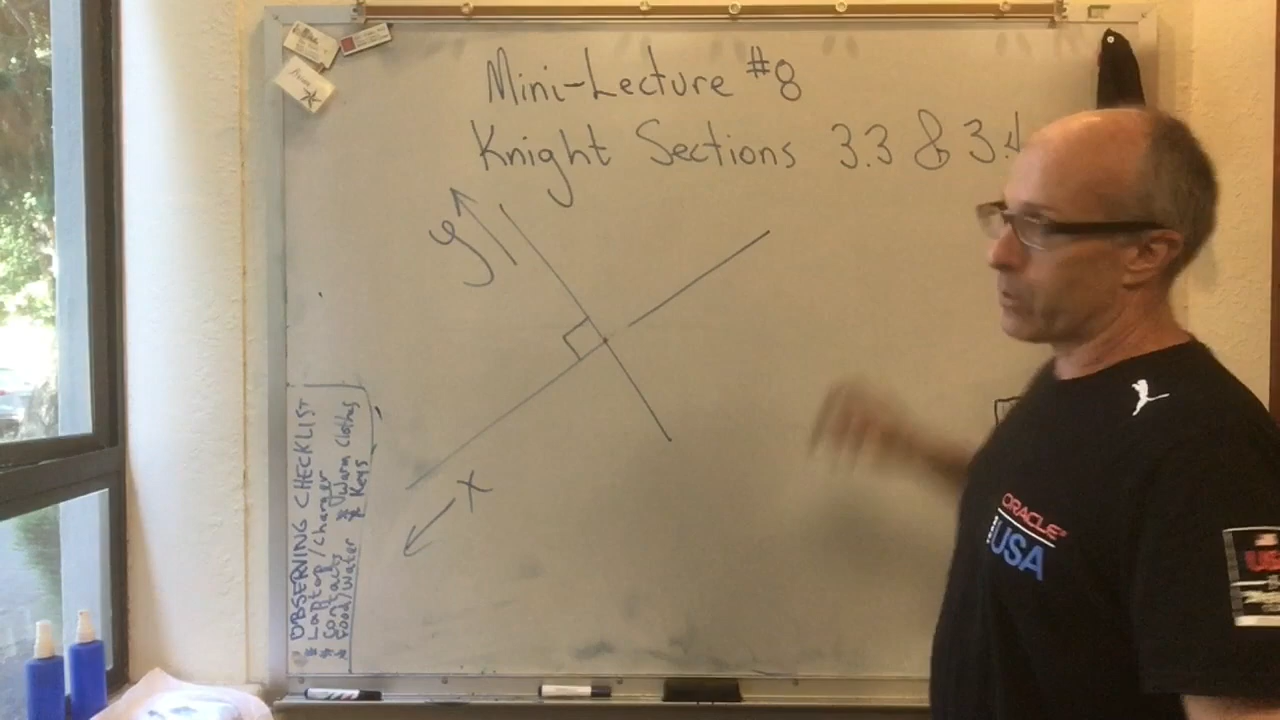 Mini-Lecture #8
Knight Sections 3.3 & 3.4
y
x
OBSERVING CHECKLIST
* Laptop/Charger
* Contacts * Warm Clothes
* Food/Water * Keys
ORACLE
TEAM USA